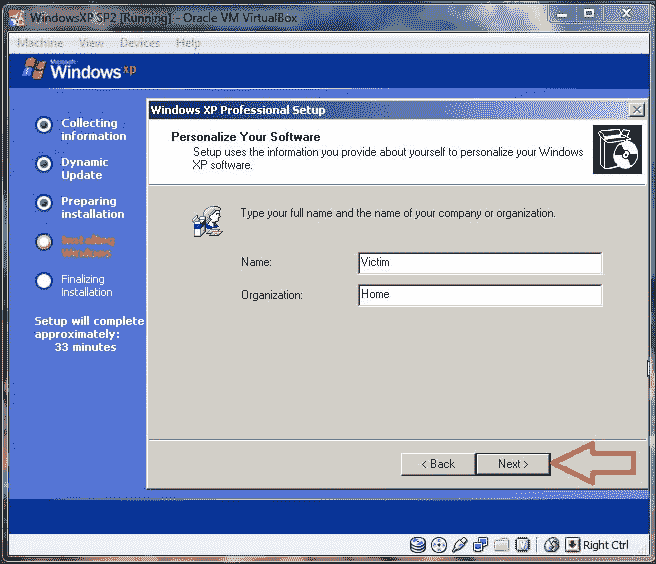 WindowsXP SP2 [Running] - Oracle VM VirtualBox
Machine View Devices Help
Microsoft
Windows xp
Collecting
information
Dynamic
Update
Preparing
installation
Installing
Windows
Finalizing
Installation
Setup will complete
approximately:
33 minutes
Windows XP Professional Setup
Personalize Your Software
Setup uses the information you provide about yourself to personalize your Windows
XP software.
Type your full name and the name of your company or organization.
Name: Victim
Organization: Home
< Back Next >
Right Ctrl